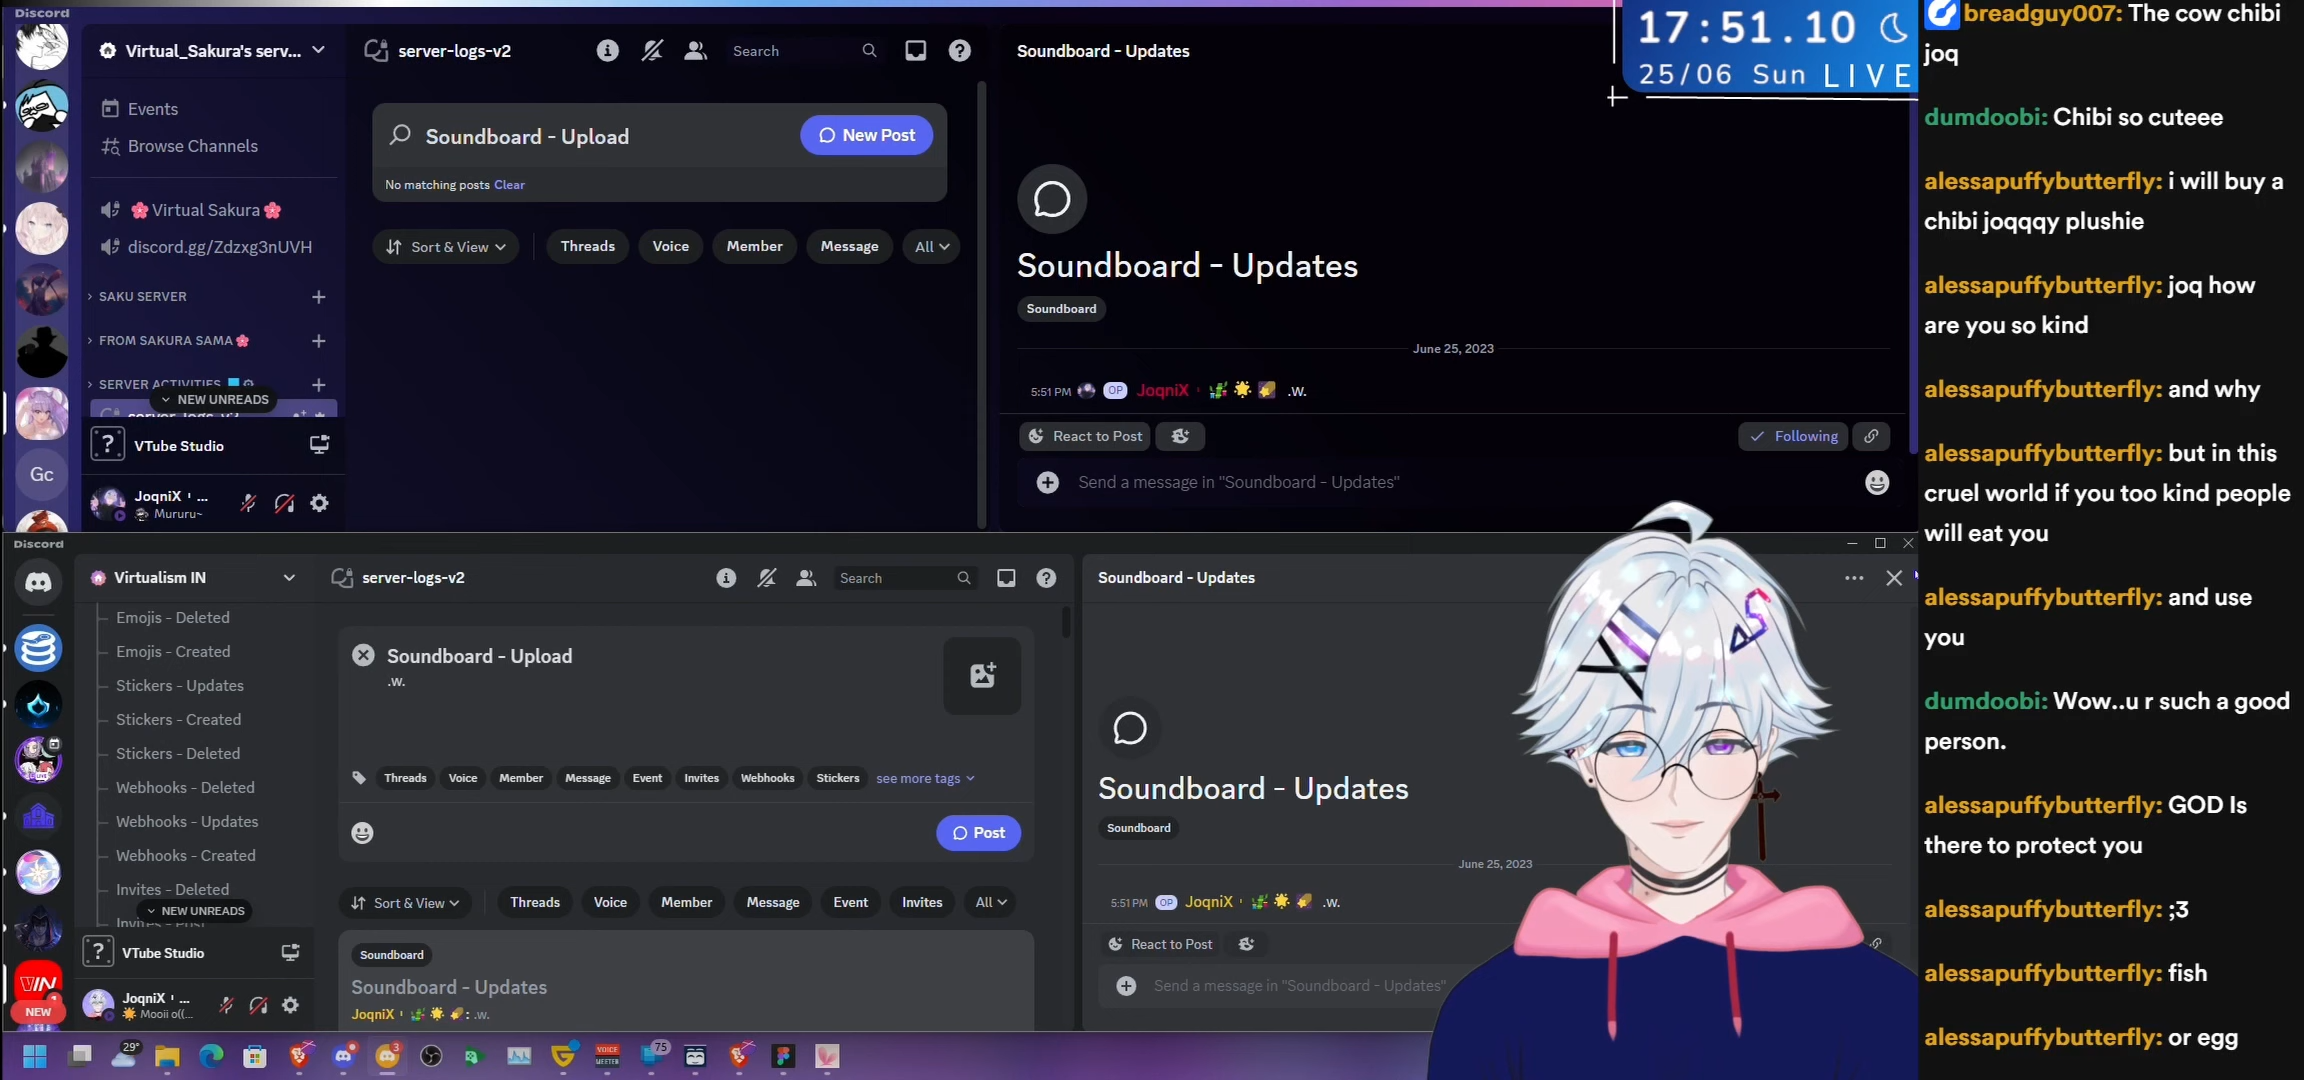 Discord
Virtual_Sakura's serv...
Events
Browse Channels
🌸Virtual Sakura🌸
discord.gg/Zdzxg3nUVH
SAKU SERVER
FROM SAKURA SAMA🌸
SERVER ACTIVITIES
NEW UNREADS
server-logs-v2
Gc
VTube Studio
JoqniX ...
Mururu~
server-logs-v2
Search
Soundboard - Upload
New Post
No matching posts Clear
Sort & View
Threads
Voice
Member
Message
All
Soundboard - Updates
Soundboard - Updates
Soundboard
June 25, 2023
5:51 PM OP JoqniX .w.
React to Post
Following
Send a message in "Soundboard - Updates"
17:51.10
25/06 Sun LIVE
Discord
Virtualism IN
Emojis - Deleted
Emojis - Created
Stickers - Updates
Stickers - Created
Stickers - Deleted
Webhooks - Deleted
Webhooks - Updates
Webhooks - Created
Invites - Deleted
NEW UNREADS
VTube Studio
JoqniX ...
Mooii o((...
NEW
server-logs-v2
Search
Soundboard - Upload
.w.
Threads
Voice
Member
Message
Event
Invites
Webhooks
Stickers
see more tags
Post
Sort & View
Threads
Voice
Member
Message
Event
Invites
All
Soundboard
Soundboard - Updates
JoqniX : .w.
Soundboard - Updates
Soundboard - Updates
Soundboard
June 25, 2023
5:51 PM OP JoqniX .w.
React to Post
Send a message in "Soundboard - Updates"
29°
3
VOICE
MEETER
75
breadguy007: The cow chibi
joq
dumdoobi: Chibi so cuteee
alessapuffybutterfly: i will buy a
chibi joqqqy plushie
alessapuffybutterfly: joq how
are you so kind
alessapuffybutterfly: and why
alessapuffybutterfly: but in this
cruel world if you too kind people
will eat you
alessapuffybutterfly: and use
you
dumdoobi: Wow..u r such a good
person.
alessapuffybutterfly: GOD Is
there to protect you
alessapuffybutterfly: ;3
alessapuffybutterfly: fish
alessapuffybutterfly: or egg